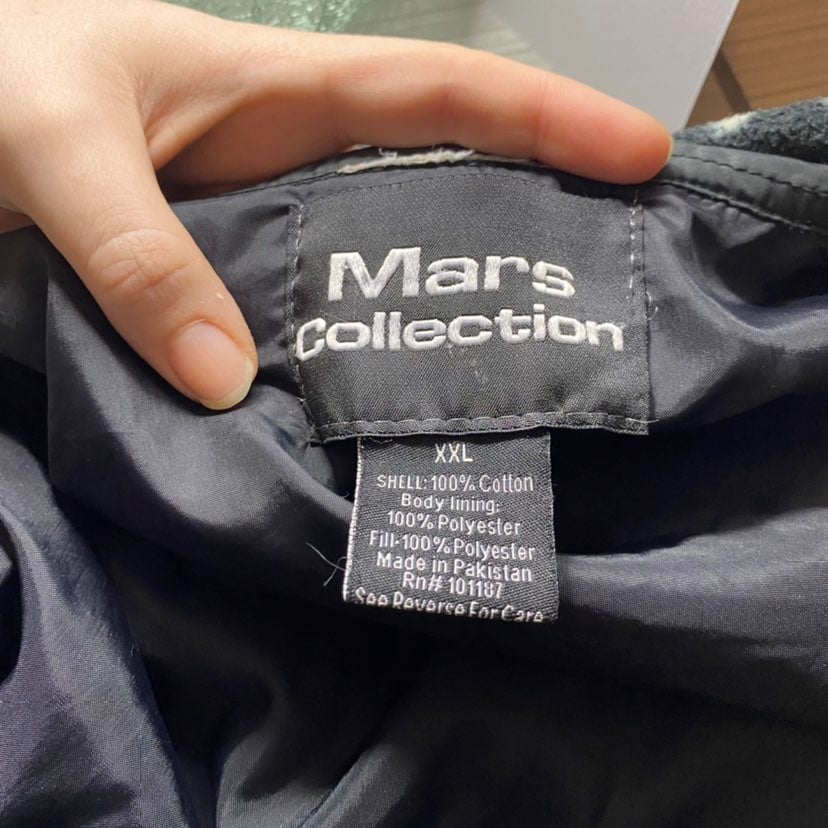 Mars
Collection
XXL
SHELL: 100% Cotton
Body lining:
100% Polyester
Fill-100% Polyester
Made in Pakistan
Rn# 101187
See Reverse For Care